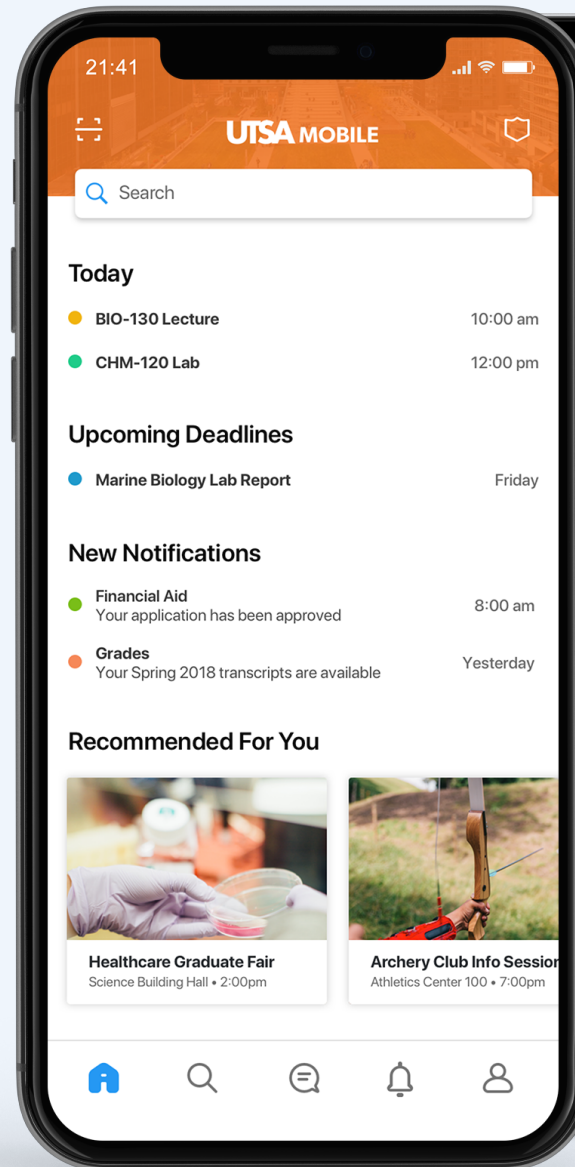 21:41
UTSA MOBILE
Search
Today
BIO-130 Lecture 10:00 am
CHM-120 Lab 12:00 pm
Upcoming Deadlines
Marine Biology Lab Report Friday
New Notifications
Financial Aid
Your application has been approved 8:00 am
Grades
Your Spring 2018 transcripts are available Yesterday
Recommended For You
Healthcare Graduate Fair
Science Building Hall • 2:00pm
Archery Club Info Session
Athletics Center 100 • 7:00pm